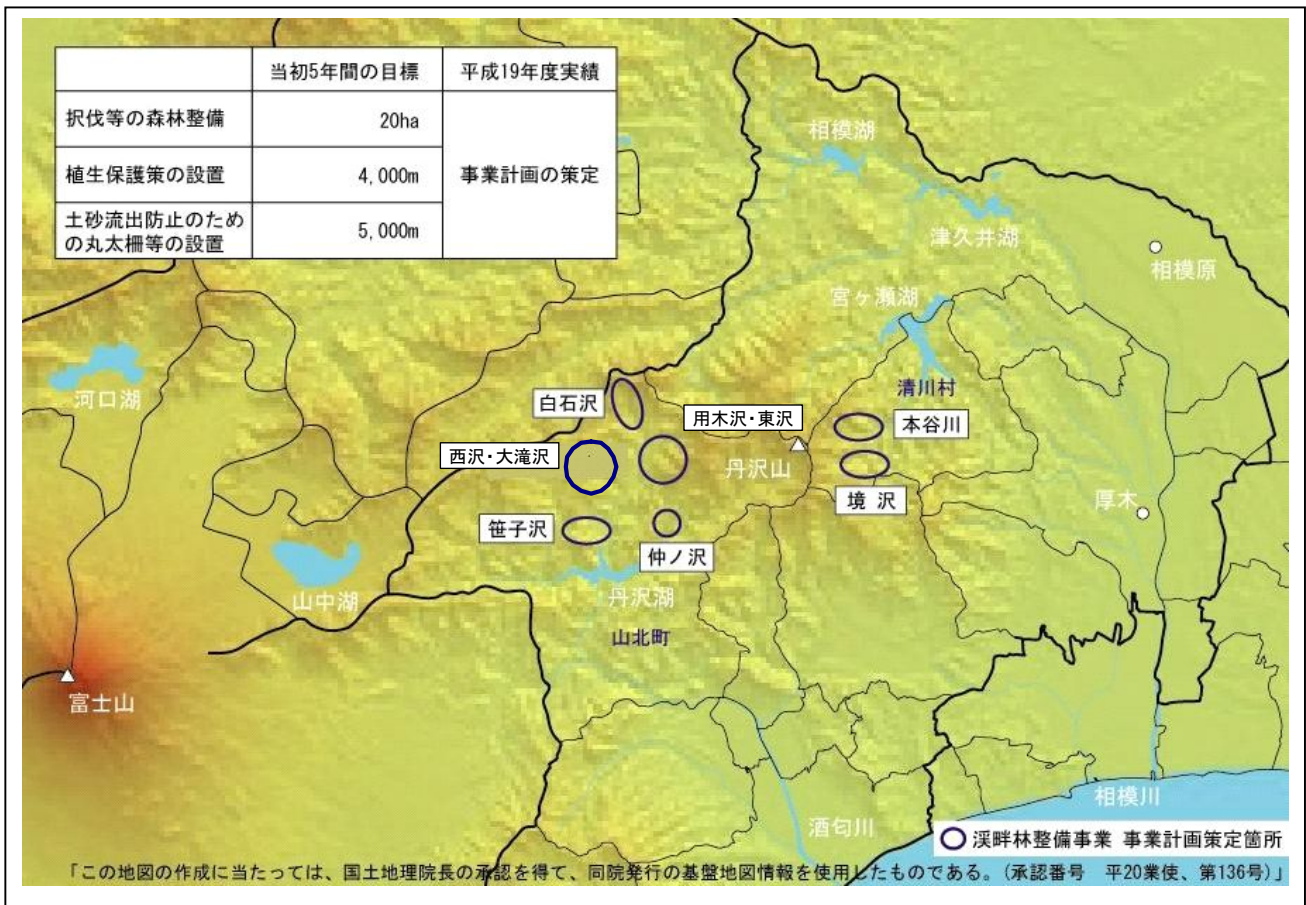 当初5年間の目標 平成19年度実績
択伐等の森林整備 20ha
植生保護策の設置 4,000m 事業計画の策定
土砂流出防止のため
の丸太柵等の設置 5,000m
相模湖
津久井湖
相模原
宮ヶ瀬湖
河口湖
清川村
白石沢
用木沢・東沢
本谷川
西沢・大滝沢
丹沢山
境 沢
厚木
笹子沢
仲ノ沢
山中湖
丹沢湖
山北町
富士山
相模川
酒匂川
渓畔林整備事業 事業計画策定箇所
「この地図の作成に当たっては、国土地理院長の承認を得て、同院発行の基盤地図情報を使用したものである。(承認番号 平20業使、第136号)」